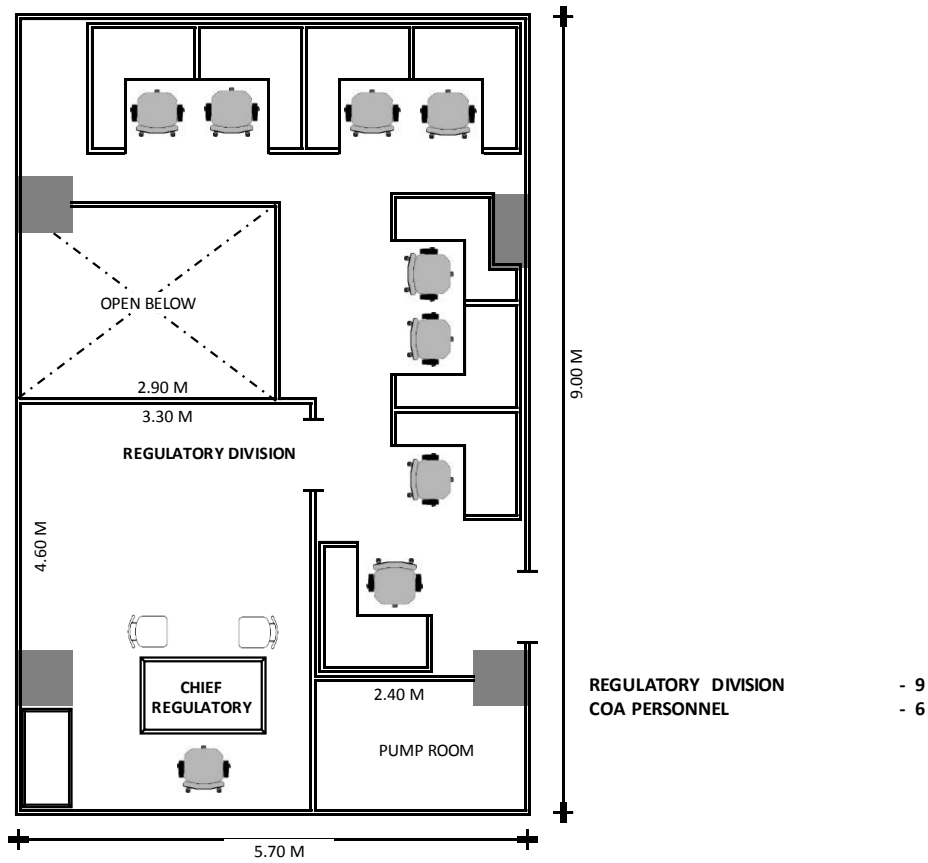 OPEN BELOW
2.90 M
3.30 M
REGULATORY DIVISION
9.00 M
4.60 M
CHIEF
REGULATORY
2.40 M
PUMP ROOM
5.70 M
REGULATORY DIVISION - 9
COA PERSONNEL - 6